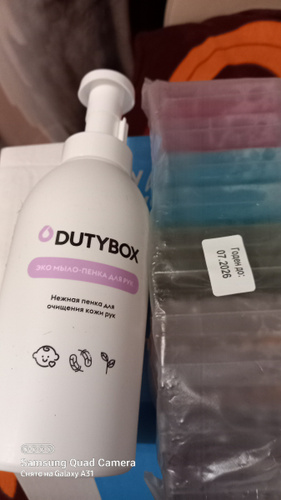 DUTYBOX
ЭКО МЫЛО-ПЕНКА ДЛЯ РУК
Нежная пенка для
очищения кожи рук
Годен до:
07.2026
Samsung Quad Camera
Снято на Galaxy A31